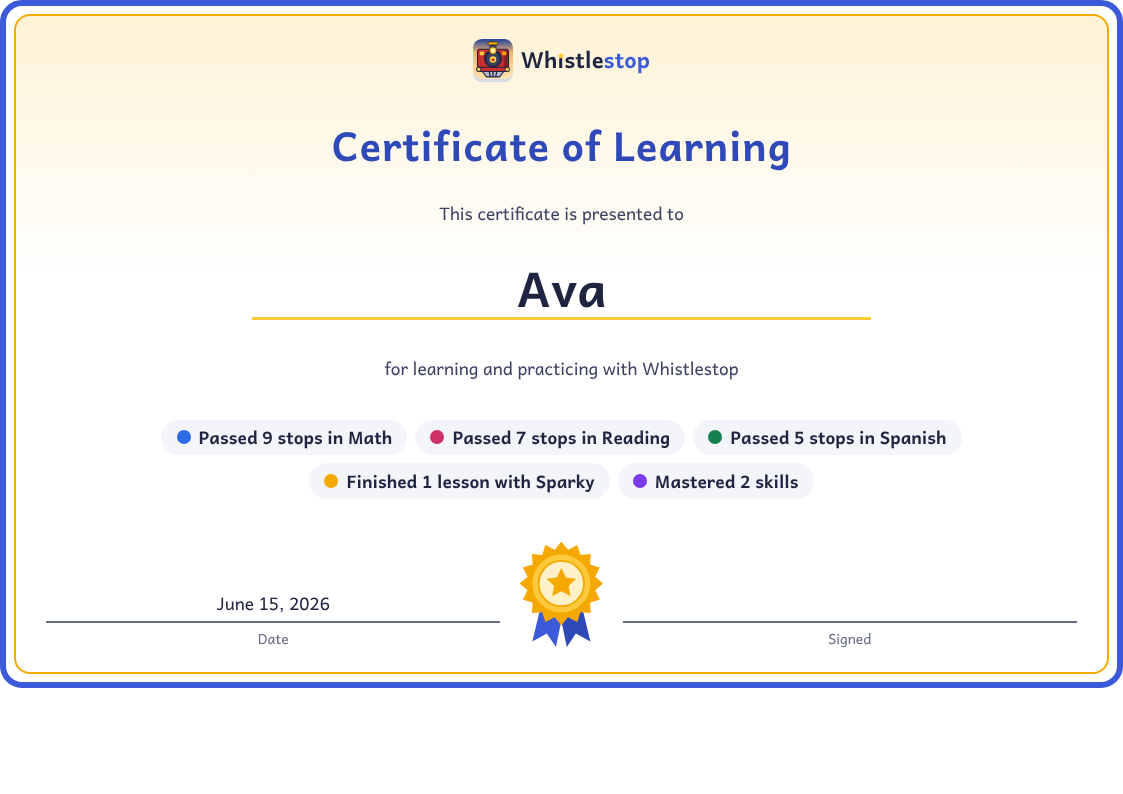 Whistlestop
Certificate of Learning
This certificate is presented to
Ava
for learning and practicing with Whistlestop
Passed 9 stops in Math
Passed 7 stops in Reading
Passed 5 stops in Spanish
Finished 1 lesson with Sparky
Mastered 2 skills
June 15, 2026
Date
Signed